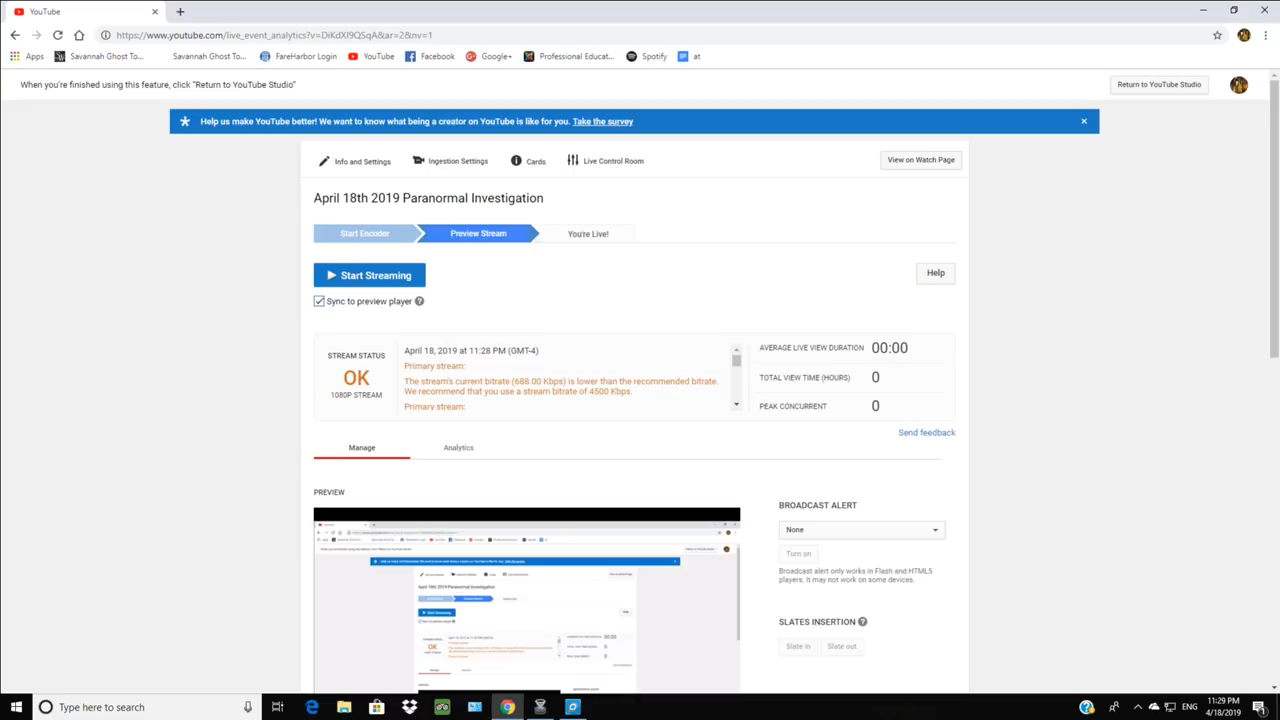 YouTube
https://www.youtube.com/live_event_analytics?v=DiKdXI9QSqA&ar=2&nv=1
Apps
Savannah Ghost To...
Savannah Ghost To...
FareHarbor Login
YouTube
Facebook
Google+
Professional Educat...
Spotify
at
When you're finished using this feature, click "Return to YouTube Studio"
Return to YouTube Studio
Help us make YouTube better! We want to know what being a creator on YouTube is like for you. Take the survey
Info and Settings
Ingestion Settings
Cards
Live Control Room
View on Watch Page
April 18th 2019 Paranormal Investigation
Start Encoder
Preview Stream
You're Live!
Start Streaming
Help
Sync to preview player
STREAM STATUS
OK
1080P STREAM
April 18, 2019 at 11:28 PM (GMT-4)
Primary stream:
The stream's current bitrate (688.00 Kbps) is lower than the recommended bitrate.
We recommend that you use a stream bitrate of 4500 Kbps.
Primary stream:
AVERAGE LIVE VIEW DURATION 00:00
TOTAL VIEW TIME (HOURS) 0
PEAK CONCURRENT 0
Send feedback
Manage
Analytics
PREVIEW
April 18th 2019 Paranormal Investigation
Start Streaming
OK
BROADCAST ALERT
None
Turn on
Broadcast alert only works in Flash and HTML5
players. It may not work on some devices.
SLATES INSERTION
Slate in
Slate out
Type here to search
ENG
11:29 PM
4/18/2019